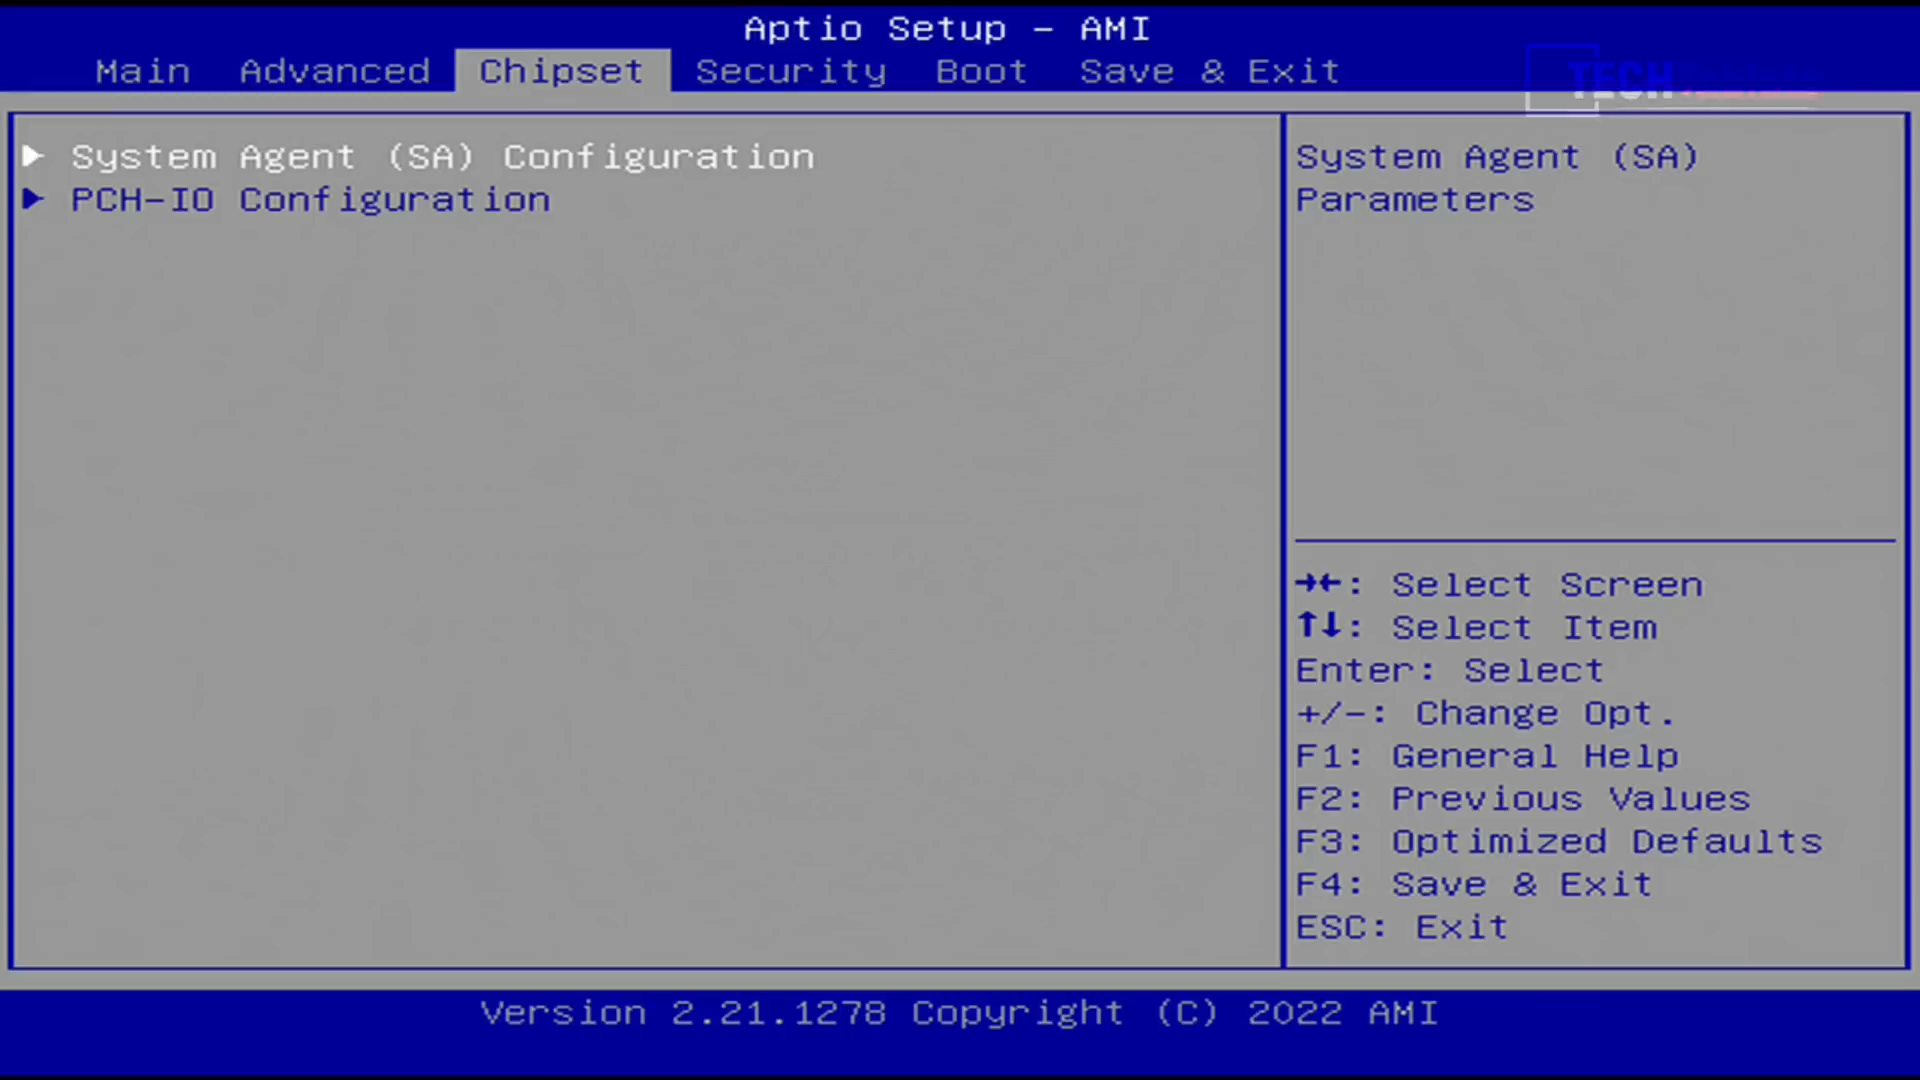 Aptio Setup - AMI
Main Advanced Chipset Security Boot Save & Exit
TECH
System Agent (SA) Configuration
PCH-IO Configuration
System Agent (SA)
Parameters
→←: Select Screen
↑↓: Select Item
Enter: Select
+/-: Change Opt.
F1: General Help
F2: Previous Values
F3: Optimized Defaults
F4: Save & Exit
ESC: Exit
Version 2.21.1278 Copyright (C) 2022 AMI